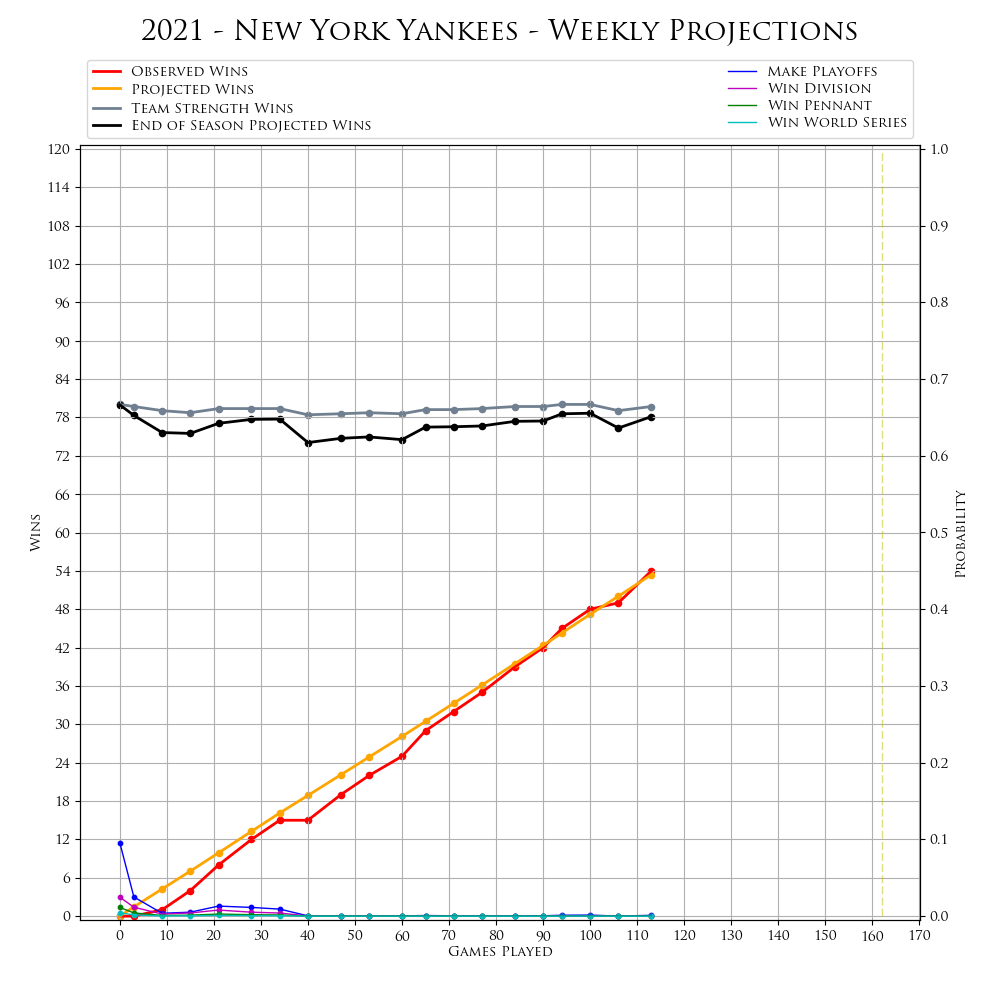 2021 - New York Yankees - Weekly Projections
Observed Wins
Projected Wins
Team Strength Wins
End of Season Projected Wins
Make Playoffs
Win Division
Win Pennant
Win World Series
120
114
108
102
96
90
84
78
72
66
60
54
48
42
36
30
24
18
12
6
0
Wins
1.0
0.9
0.8
0.7
0.6
0.5
0.4
0.3
0.2
0.1
0.0
Probability
0 10 20 30 40 50 60 70 80 90 100 110 120 130 140 150 160 170
Games Played